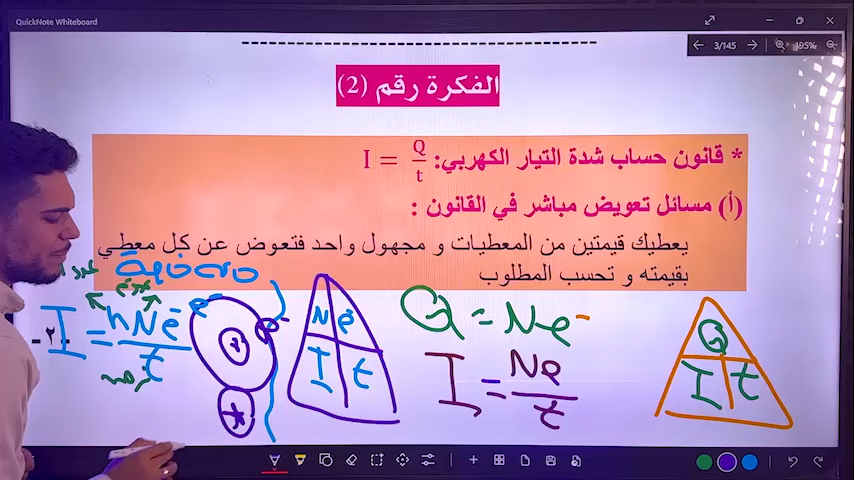 QuickNote Whiteboard
3/145
195%
الفكرة رقم (2)
* قانون حساب شدة التيار الكهربي: I = Q/t
(أ) مسائل تعويض مباشر في القانون :
يعطيك قيمتين من المعطيات و مجهول واحد فتعوض عن كل معطي
بقيمته و تحسب المطلوب
Q = Ne-
I = Ne/t
I = nNe-/t
N e-
I t
Q
I t
e-
e-
-٢